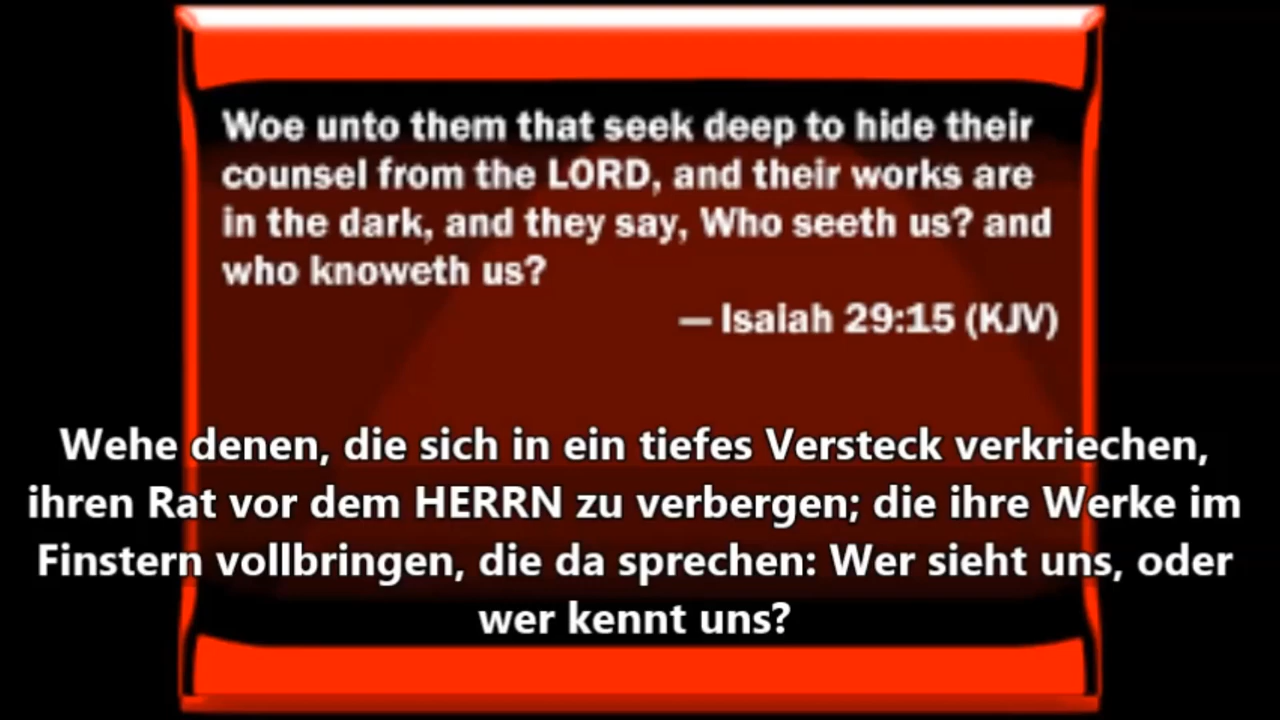 Woe unto them that seek deep to hide their
counsel from the LORD, and their works are
in the dark, and they say, Who seeth us? and
who knoweth us?
— Isaiah 29:15 (KJV)
Wehe denen, die sich in ein tiefes Versteck verkriechen,
ihren Rat vor dem HERRN zu verbergen; die ihre Werke im
Finstern vollbringen, die da sprechen: Wer sieht uns, oder
wer kennt uns?